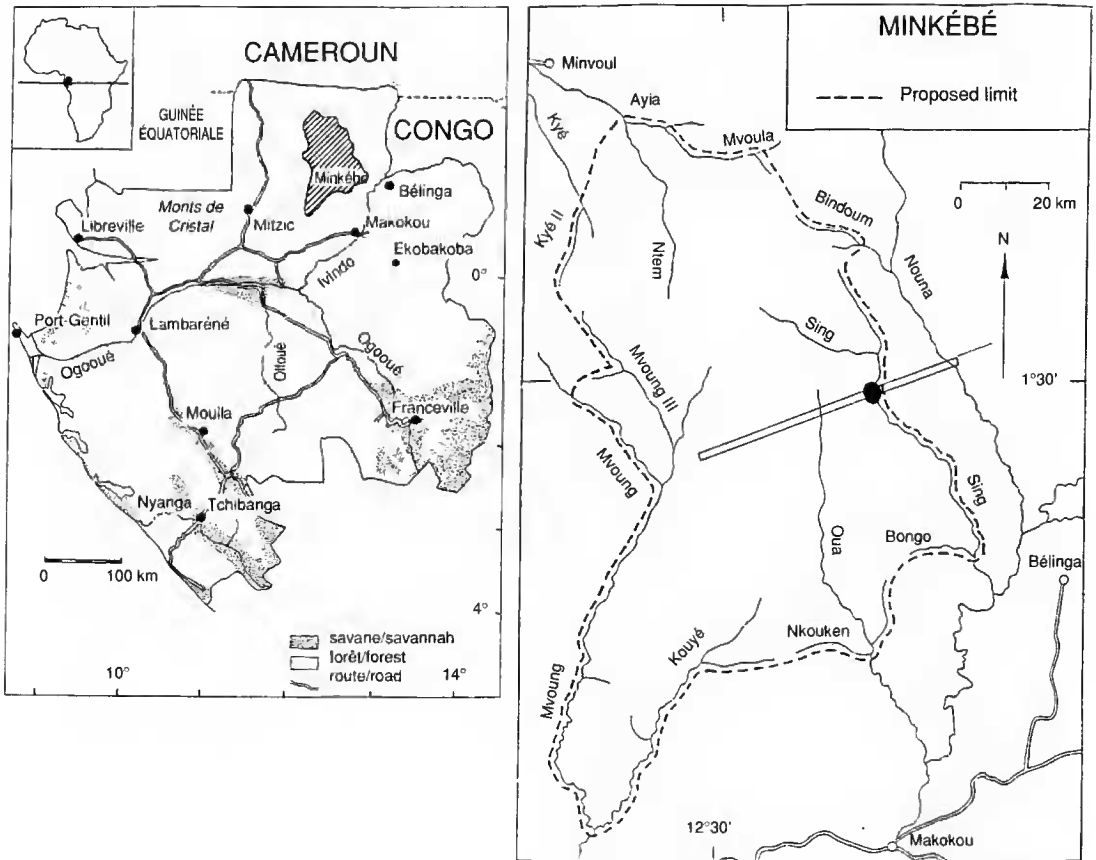 CAMEROUN
GUINÉE
ÉQUATORIALE
CONGO
Minkébé
Bélinga
Monts de
Cristal
Libreville
Mitzic
Makokou
Ekobakoba
Ivindo
0°
Port-Gentil
Lambaréné
Ogooué
Offoué
Ogooué
Mouila
Franceville
Nyanga
Tchibanga
0 100 km
4°
savane/savannah
forêt/forest
route/road
10° 14°
MINKÉBÉ
Proposed limit
Minvoul
Ayia
Kyé
Mvoula
0 20 km
Bindoum
Kyé II
Ntem
Nouna
N
Sing
Mvoung III
1°30'
Mvoung
Sing
Oua
Bongo
Bélinga
Nkouken
Kouyé
Mvoung
12°30'
Makokou